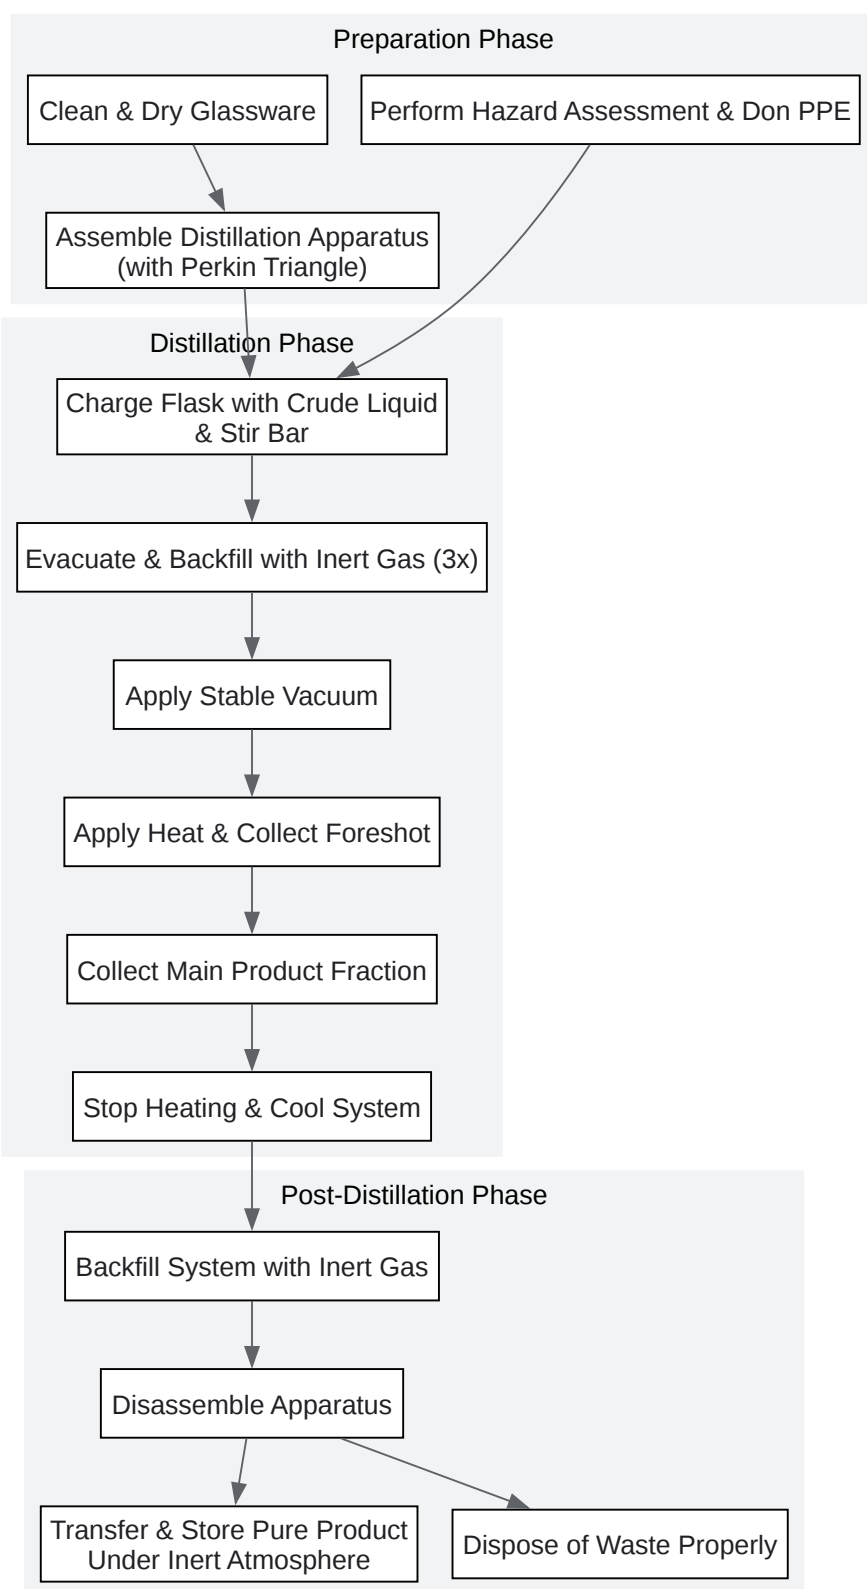 Preparation Phase
Clean & Dry Glassware
Perform Hazard Assessment & Don PPE
Assemble Distillation Apparatus
(with Perkin Triangle)
Distillation Phase
Charge Flask with Crude Liquid
& Stir Bar
Evacuate & Backfill with Inert Gas (3x)
Apply Stable Vacuum
Apply Heat & Collect Foreshot
Collect Main Product Fraction
Stop Heating & Cool System
Post-Distillation Phase
Backfill System with Inert Gas
Disassemble Apparatus
Transfer & Store Pure Product
Under Inert Atmosphere
Dispose of Waste Properly